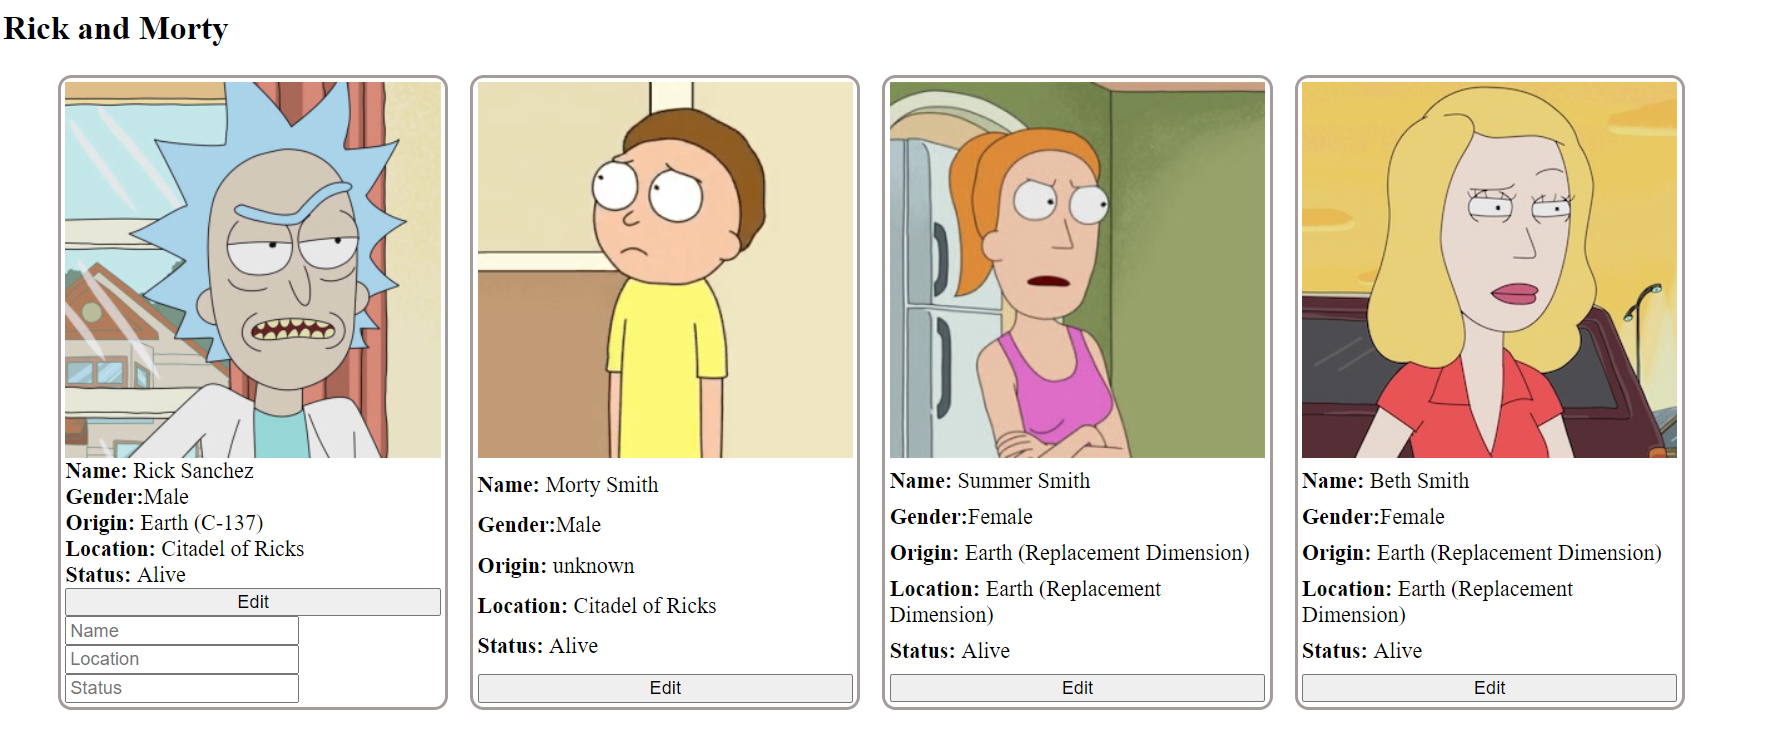 Rick and Morty
Name: Rick Sanchez
Gender:Male
Origin: Earth (C-137)
Location: Citadel of Ricks
Status: Alive
Edit
Name
Location
Status
Name: Morty Smith
Gender:Male
Origin: unknown
Location: Citadel of Ricks
Status: Alive
Edit
Name: Summer Smith
Gender:Female
Origin: Earth (Replacement Dimension)
Location: Earth (Replacement
Dimension)
Status: Alive
Edit
Name: Beth Smith
Gender:Female
Origin: Earth (Replacement Dimension)
Location: Earth (Replacement
Dimension)
Status: Alive
Edit